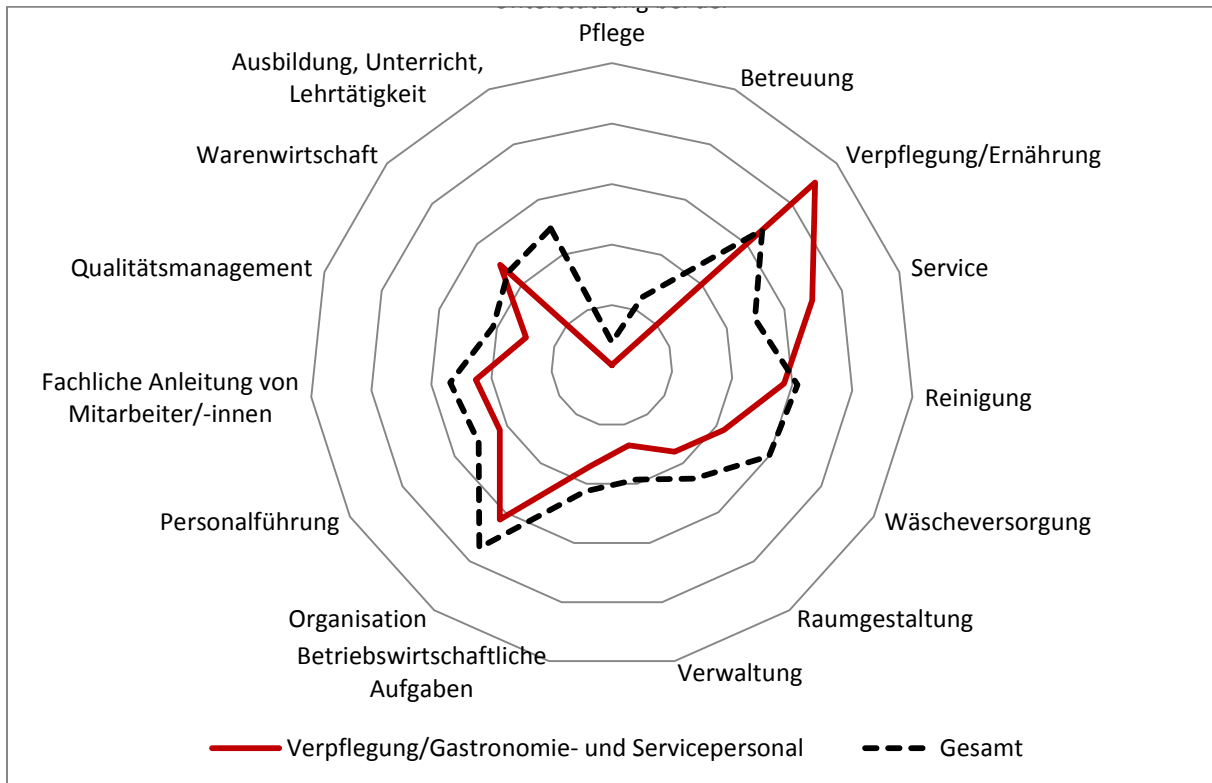 Pflege
Betreuung
Verpflegung/Ernährung
Service
Reinigung
Wäscheversorgung
Raumgestaltung
Verwaltung
Betriebswirtschaftliche
Aufgaben
Organisation
Personalführung
Fachliche Anleitung von
Mitarbeiter/-innen
Qualitätsmanagement
Warenwirtschaft
Ausbildung, Unterricht,
Lehrtätigkeit
Verpflegung/Gastronomie- und Servicepersonal
Gesamt